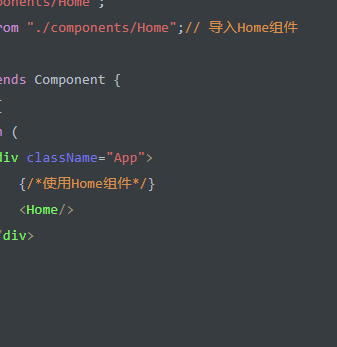 onents/Home";
rom "./components/Home";// 导入Home组件
ends Component {
{
n (
div className="App">
{/*使用Home组件*/}
<Home/>
/div>